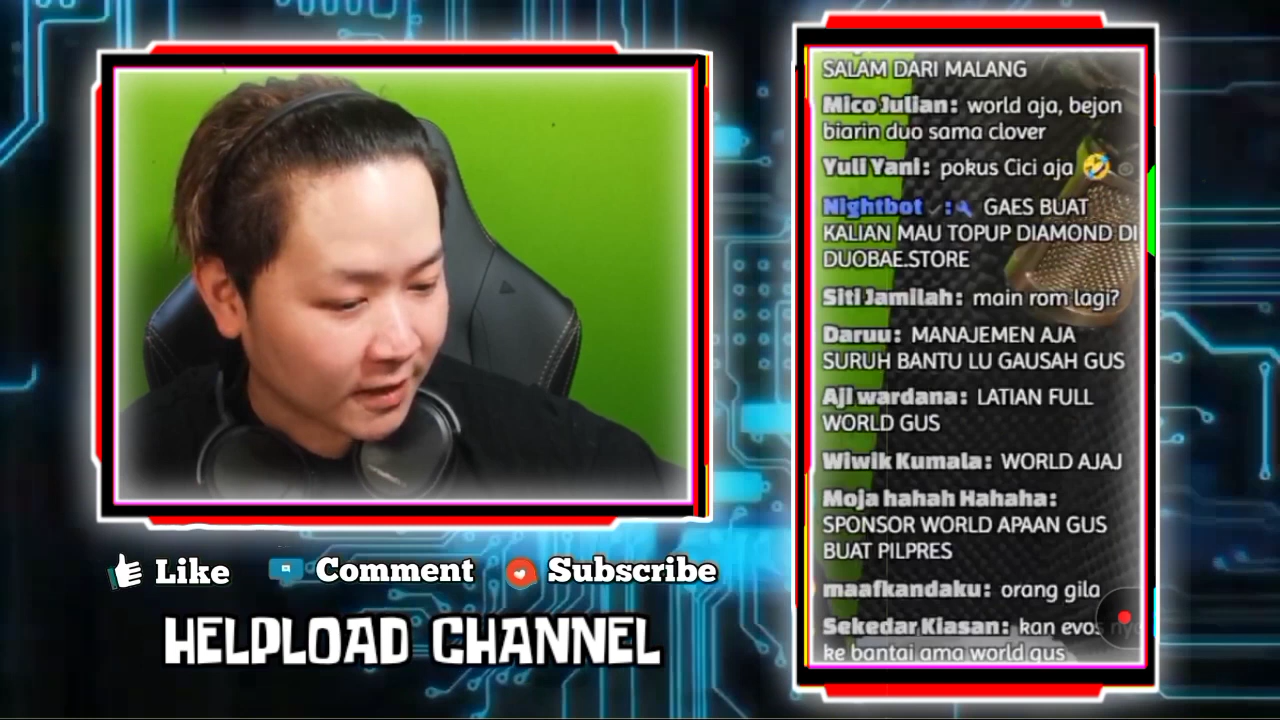 SALAM DARI MALANG
Mico Julian: world aja, bejon
biarin duo sama clover
Yuli Yani: pokus Cici aja
Nightbot : GAES BUAT
KALIAN MAU TOPUP DIAMOND DI
DUOBAE.STORE
Siti Jamilah: main rom lagi?
Daruu: MANAJEMEN AJA
SURUH BANTU LU GAUSAH GUS
Aji wardana: LATIAN FULL
WORLD GUS
Wiwik Kumala: WORLD AJAJ
Moja hahah Hahaha:
SPONSOR WORLD APAAN GUS
BUAT PILPRES
maafkandaku: orang gila
Sekedar Kiasan: kan evos nye
ke bantai ama world gus
Like Comment Subscribe
HELPLOAD CHANNEL